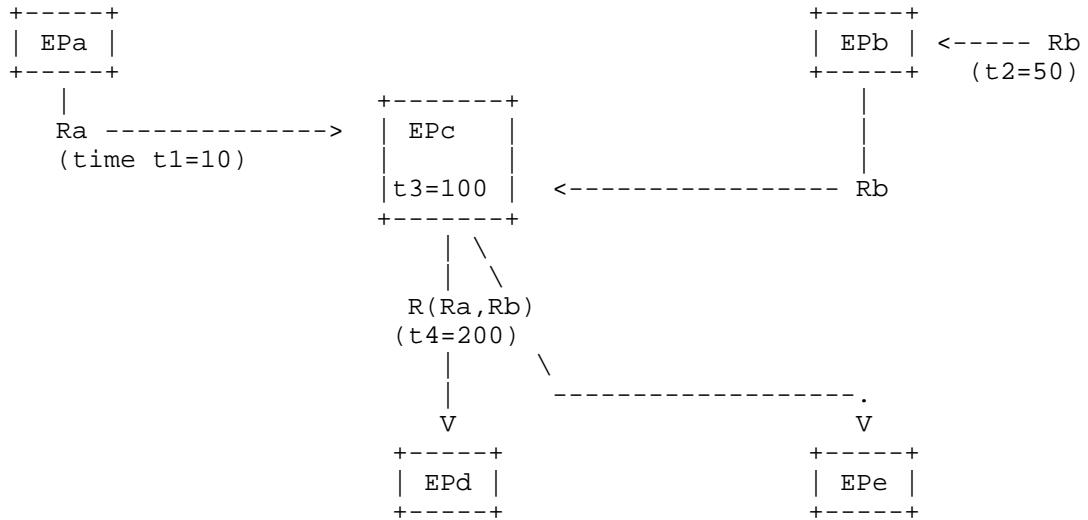 EPa EPb <----- Rb
(t2=50)
EPc
Ra --------------> <---------------- Rb
(time t1=10)
t3=100
R(Ra,Rb)
(t4=200)
V V
EPd EPe